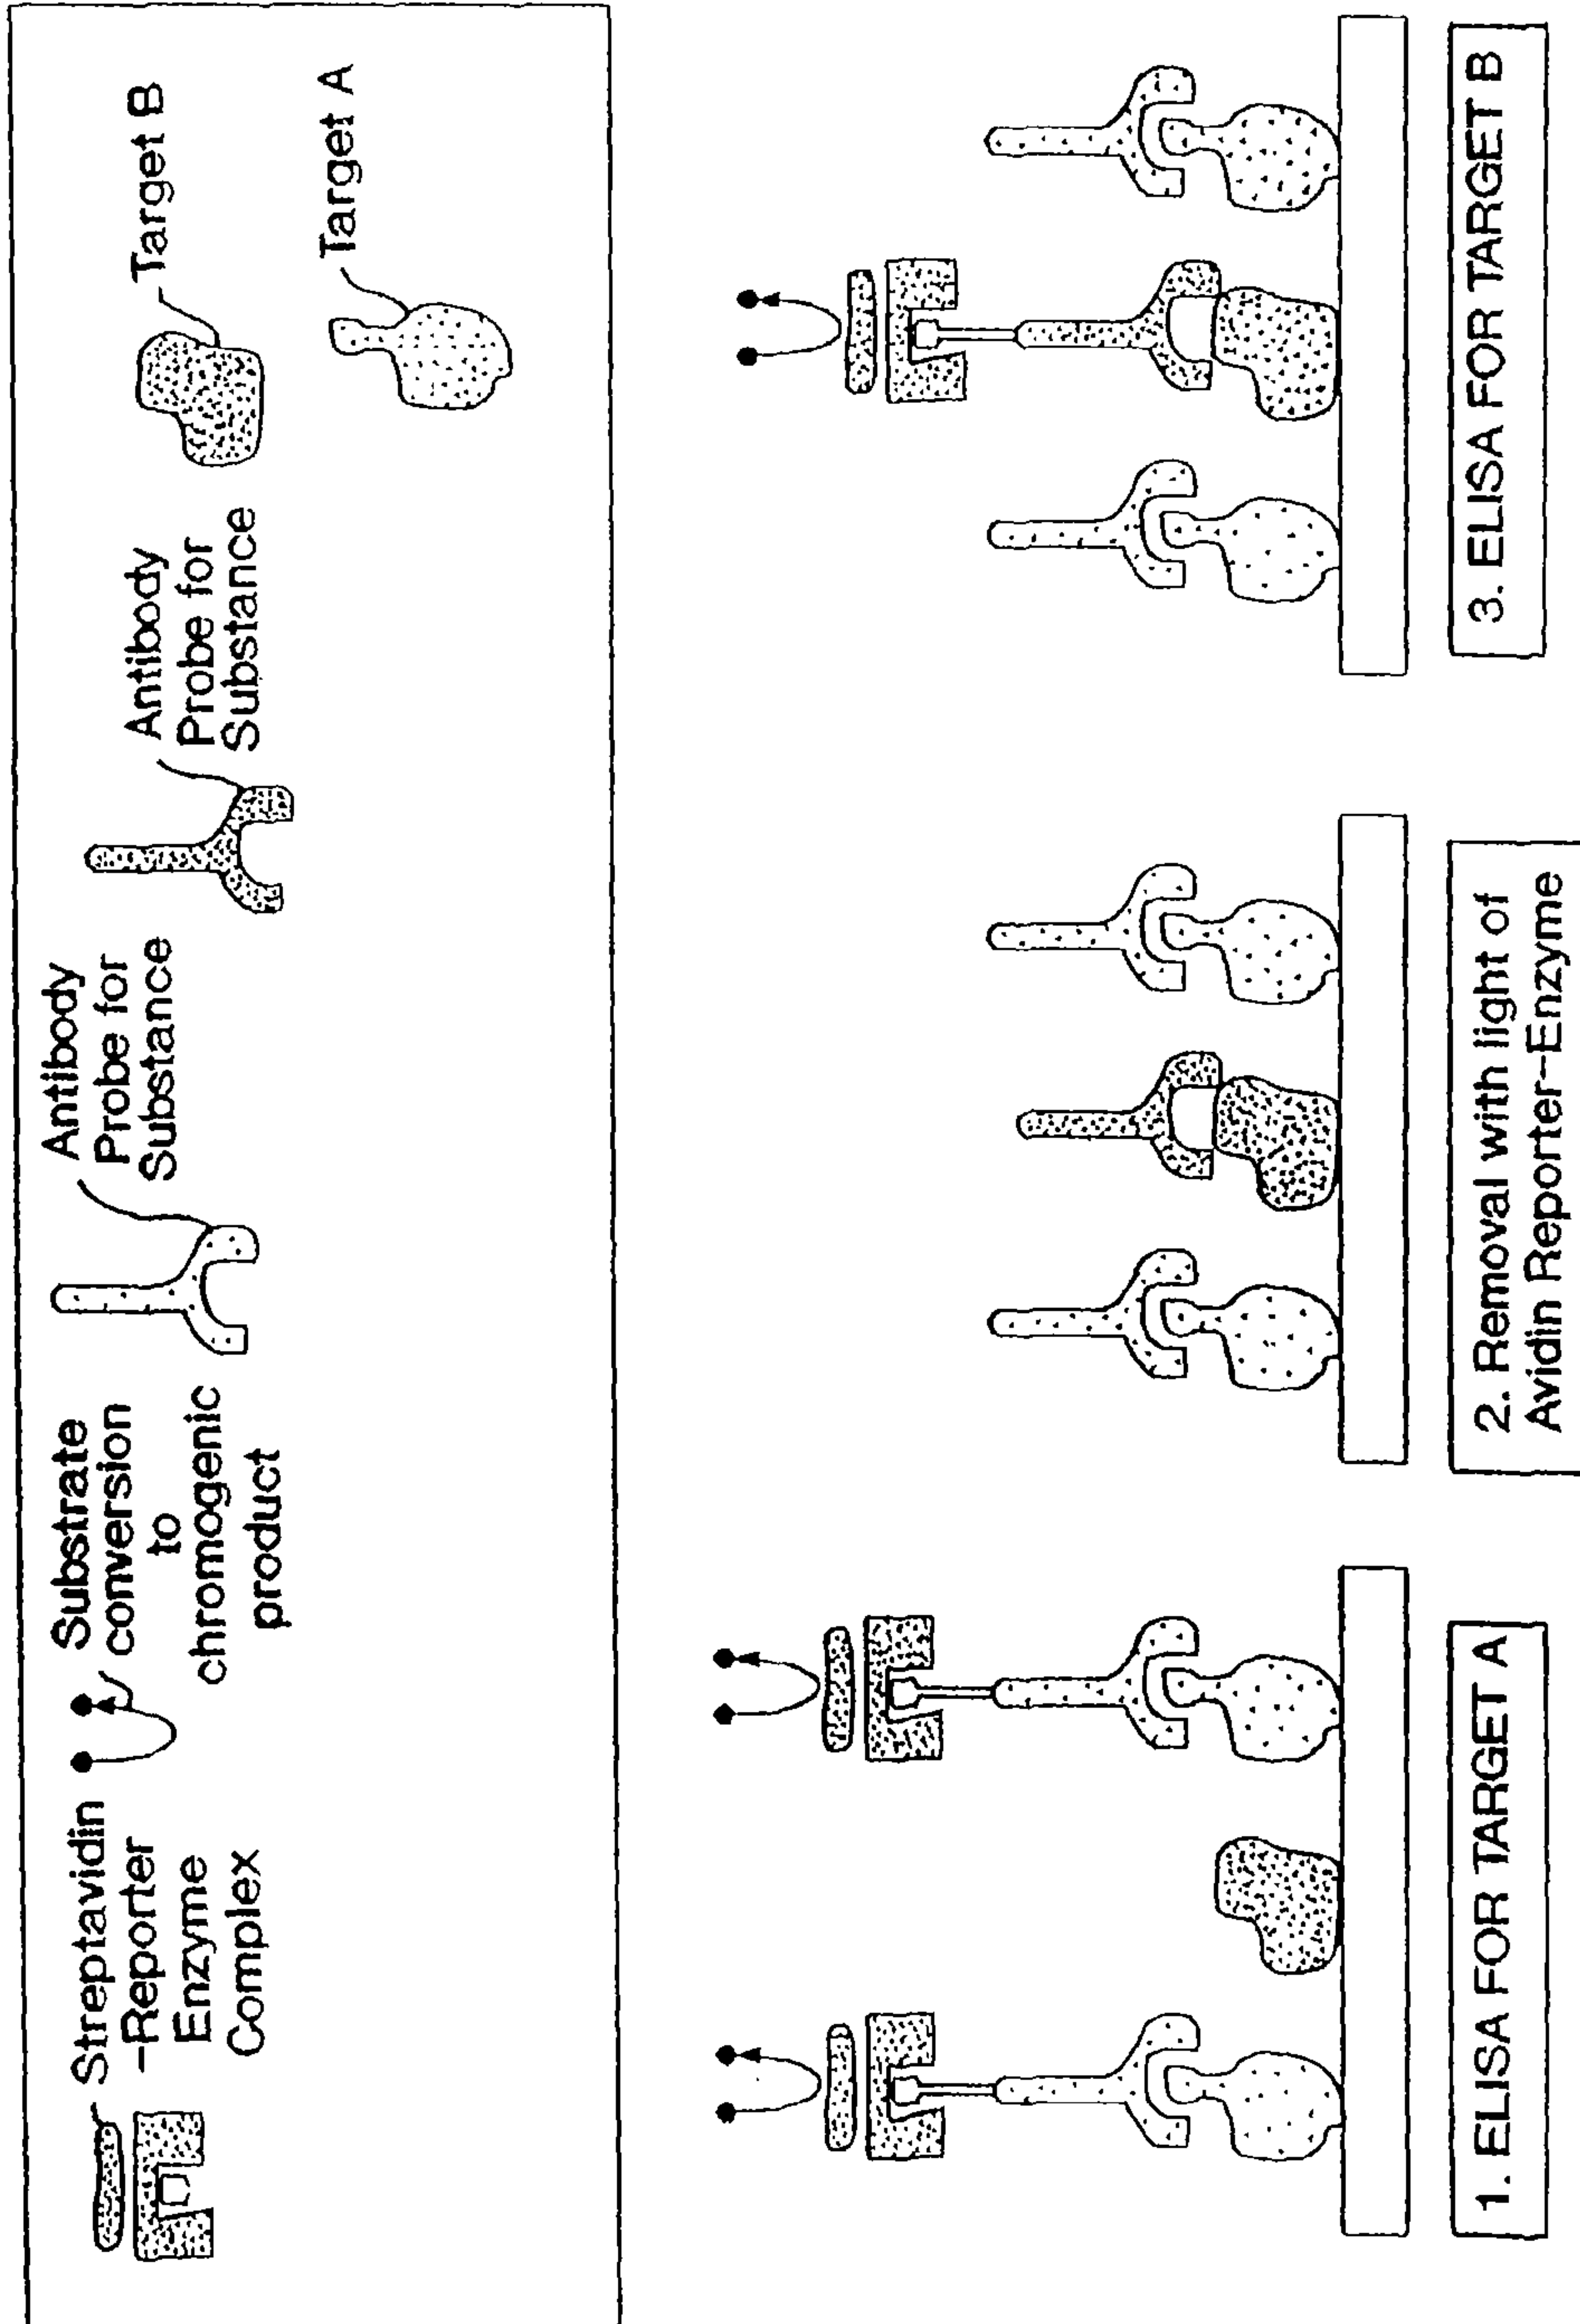 Streptavidin
-Reporter
Enzyme
Complex
Substrate
conversion
to
chromogenic
product
Antibody
Probe for
Substance
Antibody
Probe for
Substance
Target B
Target A
1. ELISA FOR TARGET A
2. Removal with light of
Avidin Reporter-Enzyme
3. ELISA FOR TARGET B